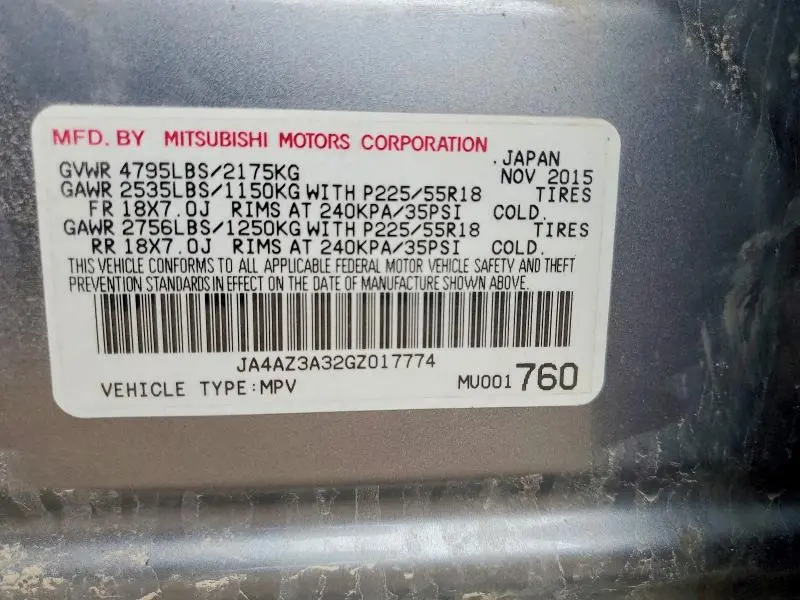 MFD. BY MITSUBISHI MOTORS CORPORATION
GVWR 4795LBS/2175KG . JAPAN NOV 2015
GAWR 2535LBS/1150KG WITH P225/55R18 TIRES
FR 18X7.0J RIMS AT 240KPA/35PSI COLD.
GAWR 2756LBS/1250KG WITH P225/55R18 TIRES
RR 18X7.0J RIMS AT 240KPA/35PSI COLD.
THIS VEHICLE CONFORMS TO ALL APPLICABLE FEDERAL MOTOR VEHICLE SAFETY AND THEFT
PREVENTION STANDARDS IN EFFECT ON THE DATE OF MANUFACTURE SHOWN ABOVE.
JA4AZ3A32GZ017774
VEHICLE TYPE:MPV MU001 760